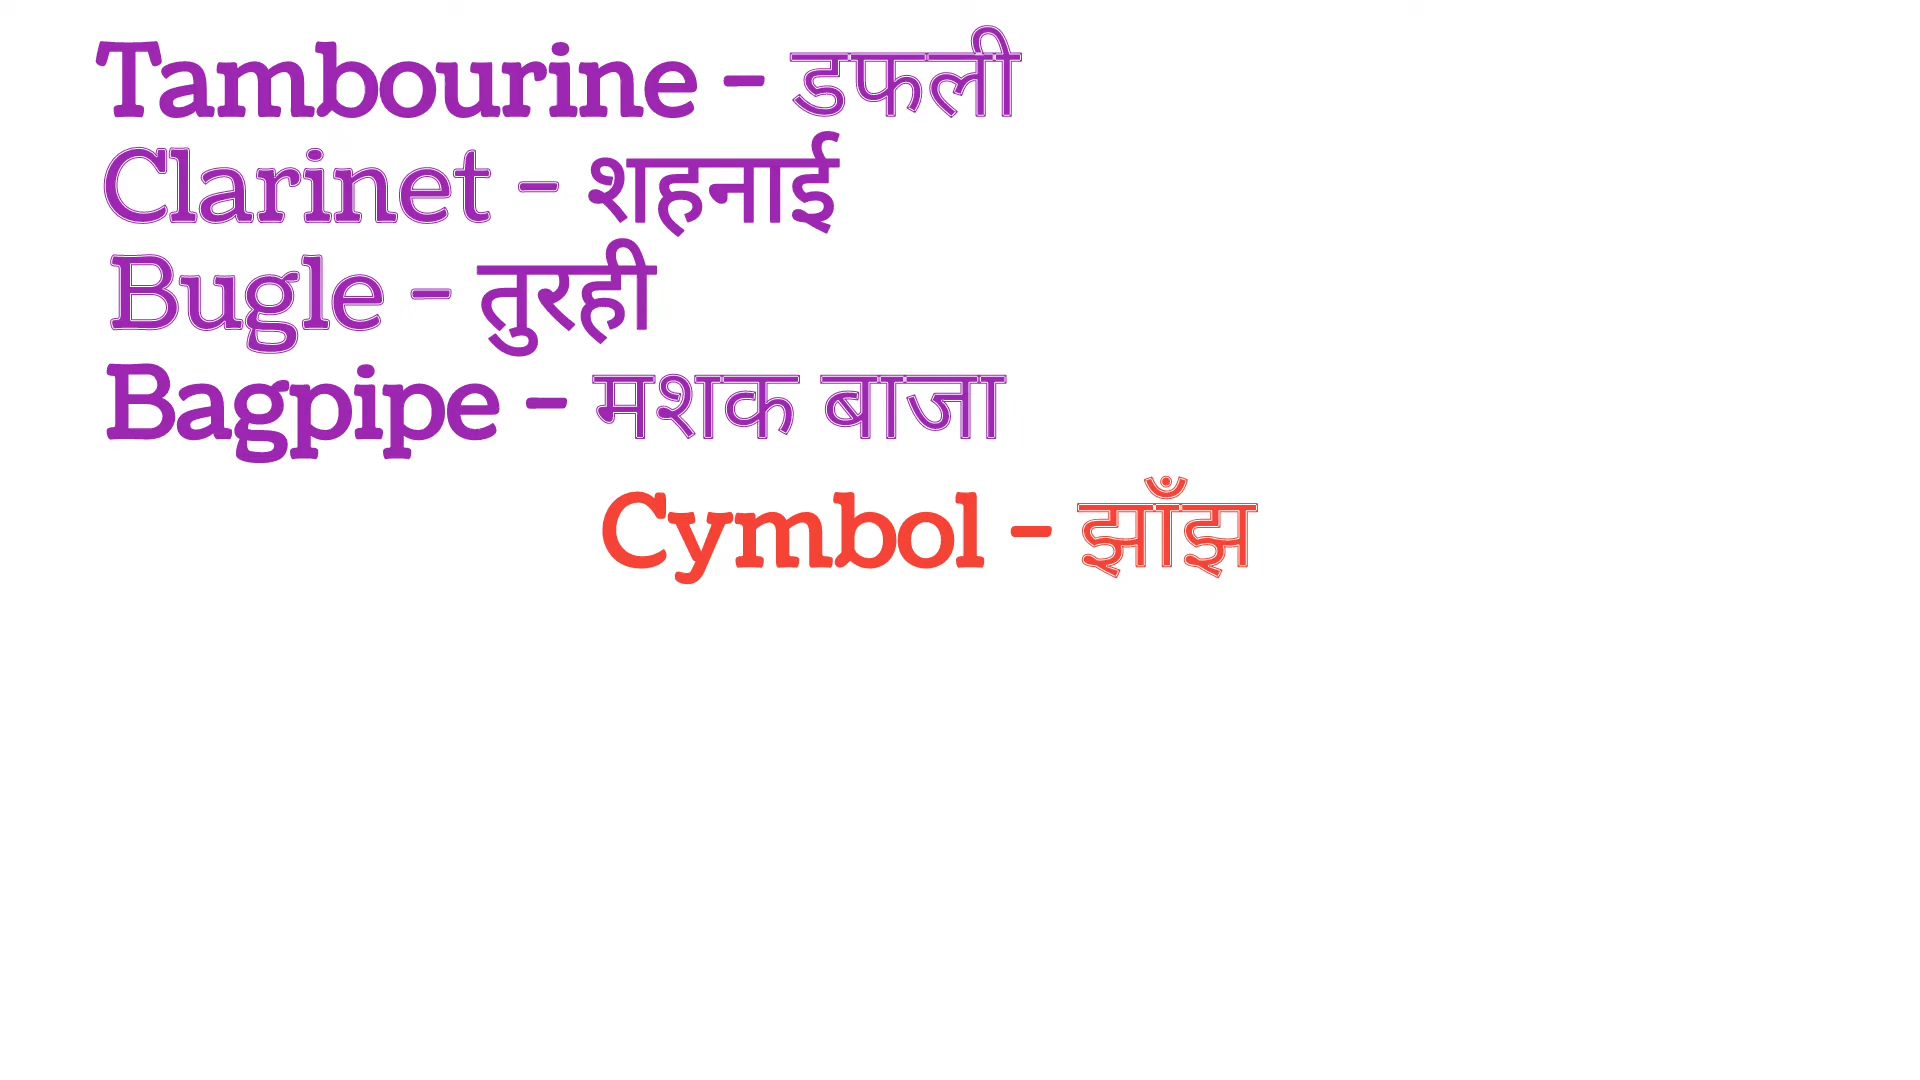 Tambourine - डफली
Clarinet - शहनाई
Bugle - तुरही
Bagpipe - मशक बाजा
Cymbol - झाँझ